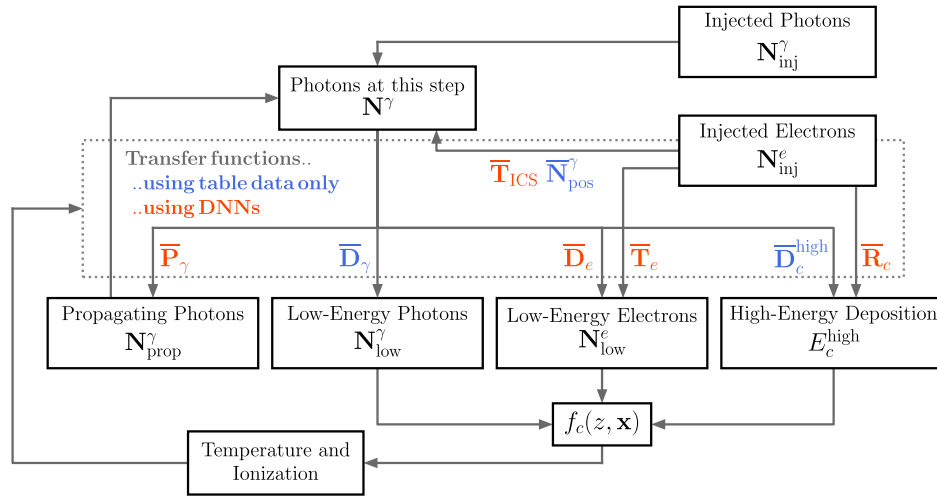 Injected Photons
N^γ_inj
Photons at this step
N^γ
Injected Electrons
N^e_inj
Transfer functions..
..using table data only
..using DNNs
T̅_ICS N̅^γ_pos
P̅_γ
D̅_γ
D̅_e
T̅_e
D̅^high_c
R̅_c
Propagating Photons
N^γ_prop
Low-Energy Photons
N^γ_low
Low-Energy Electrons
N^e_low
High-Energy Deposition
E^high_c
f_c(z, x)
Temperature and
Ionization